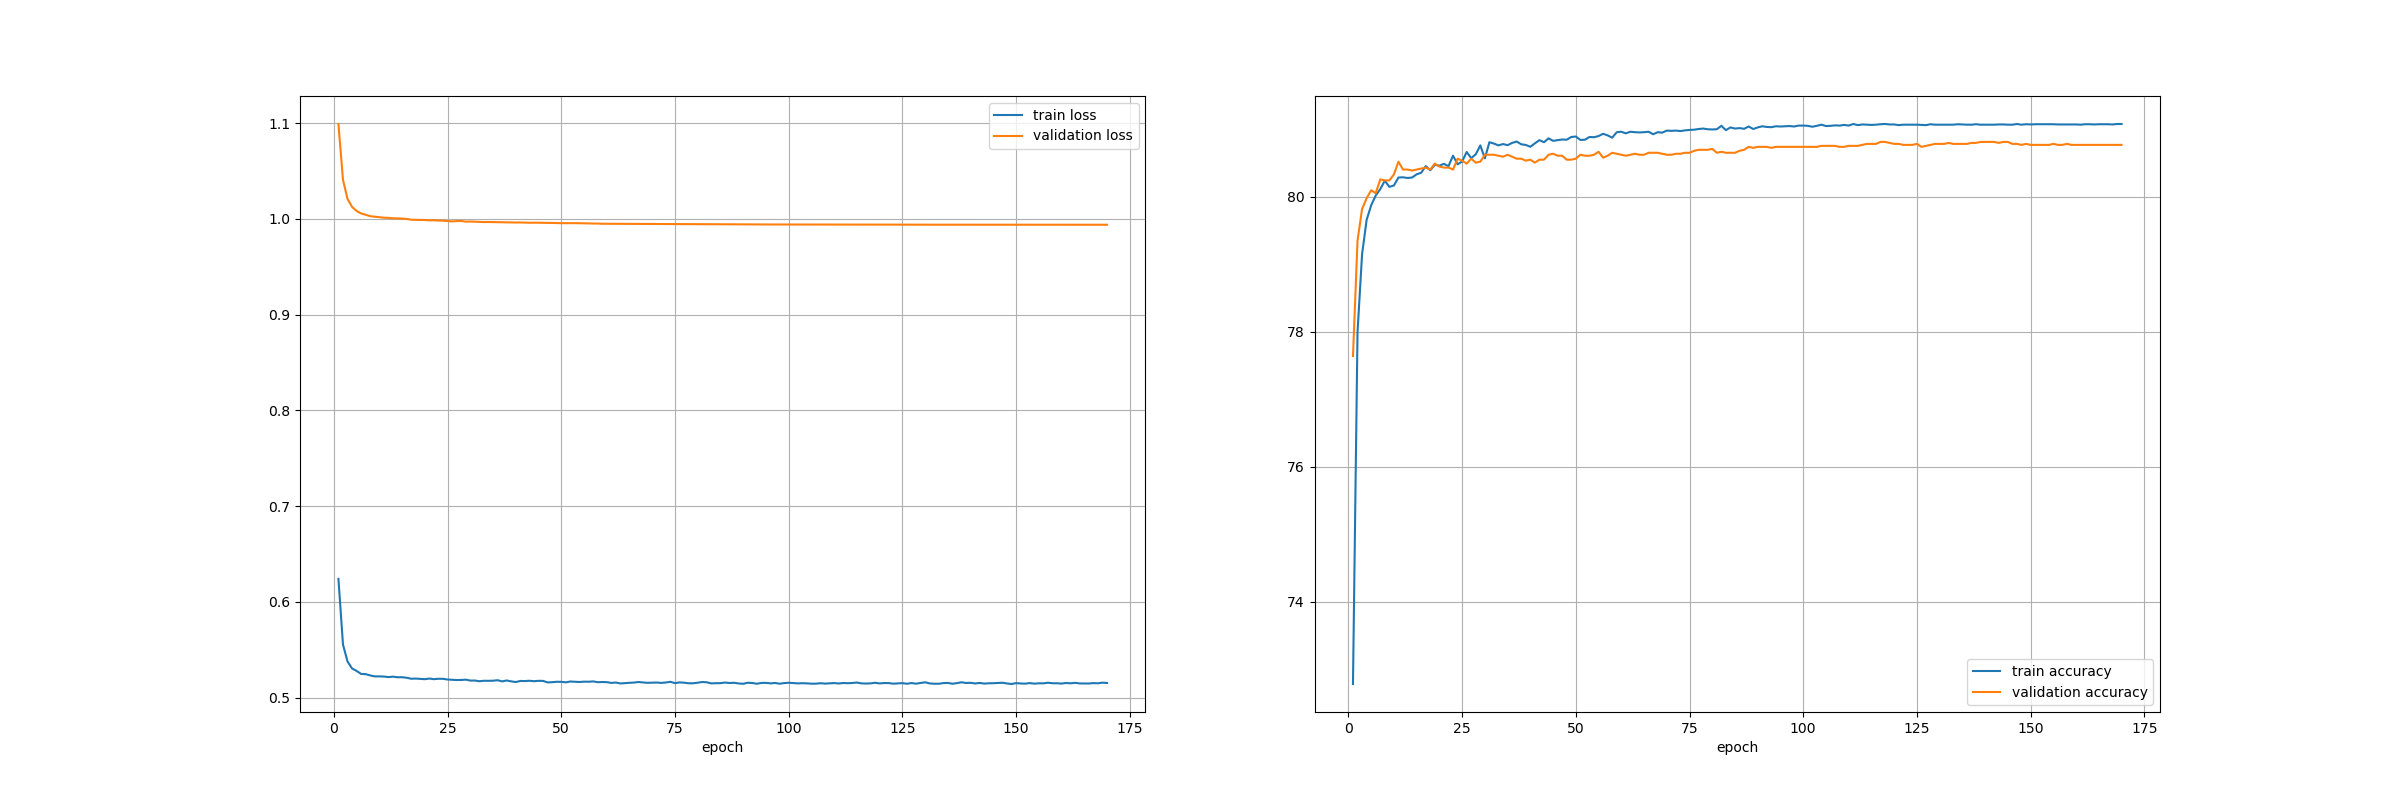 train loss
validation loss
1.1
1.0
0.9
0.8
0.7
0.6
0.5
0 25 50 75 100 125 150 175
epoch
80
78
76
74
train accuracy
validation accuracy
0 25 50 75 100 125 150 175
epoch